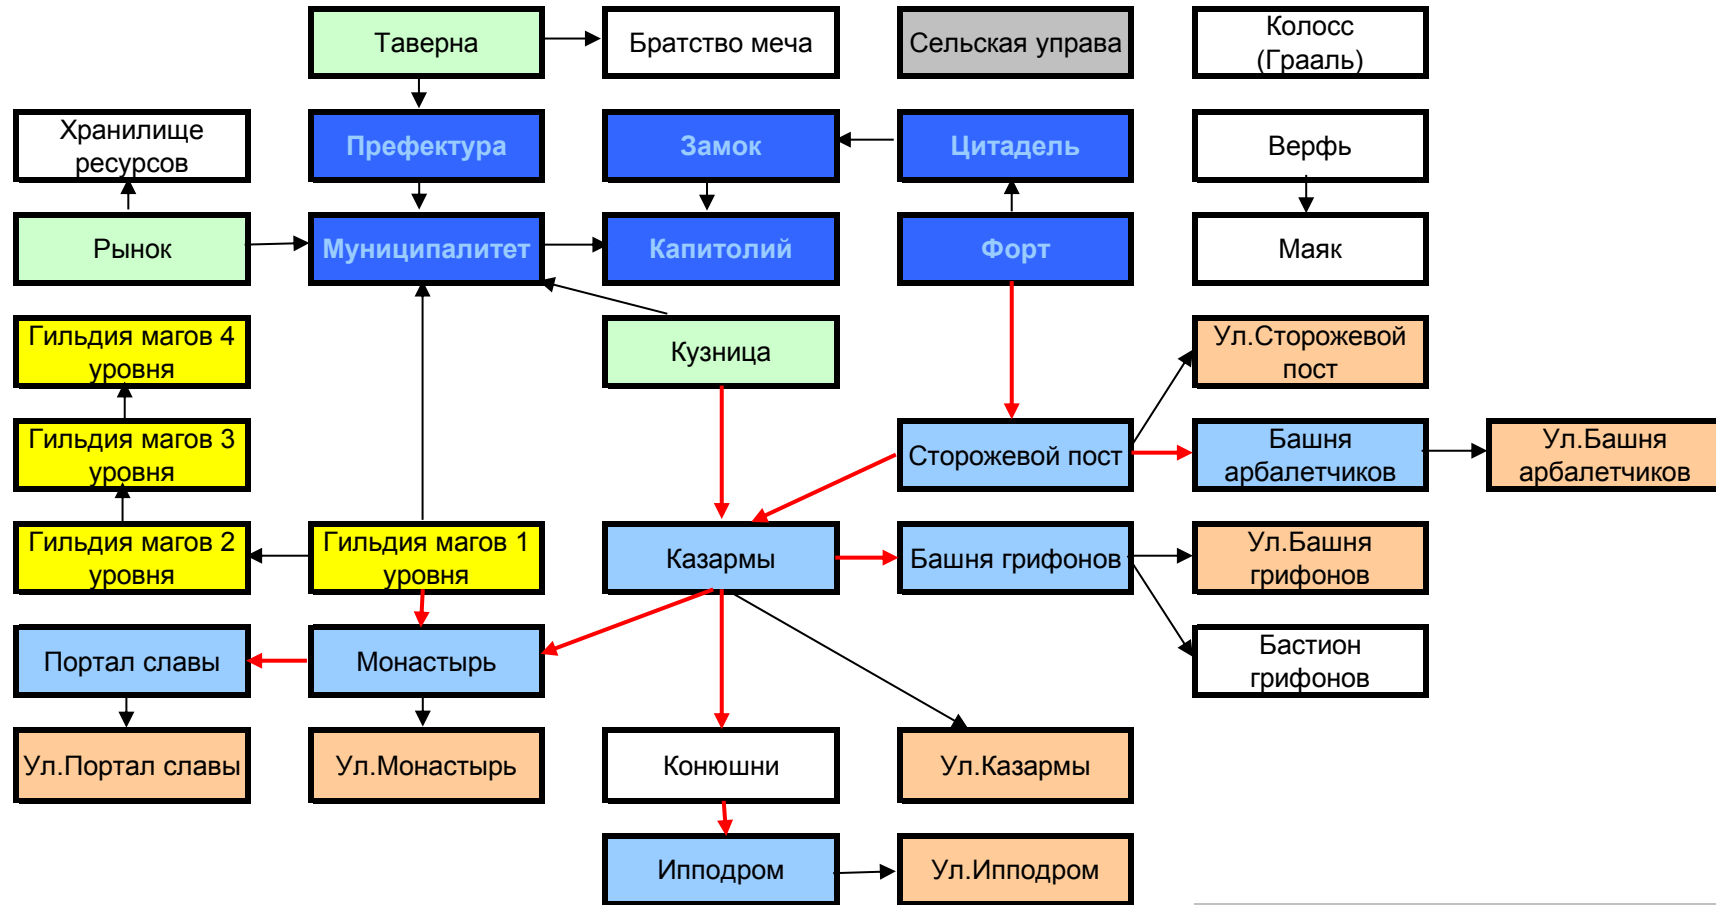 Таверна
Братство меча
Сельская управа
Колосс
(Грааль)
Хранилище
ресурсов
Префектура
Замок
Цитадель
Верфь
Рынок
Муниципалитет
Капитолий
Форт
Маяк
Гильдия магов 4
уровня
Кузница
Ул.Сторожевой
пост
Гильдия магов 3
уровня
Сторожевой пост
Башня
арбалетчиков
Ул.Башня
арбалетчиков
Гильдия магов 2
уровня
Гильдия магов 1
уровня
Казармы
Башня грифонов
Ул.Башня
грифонов
Портал славы
Монастырь
Бастион
грифонов
Ул.Портал славы
Ул.Монастырь
Конюшни
Ул.Казармы
Ипподром
Ул.Ипподром